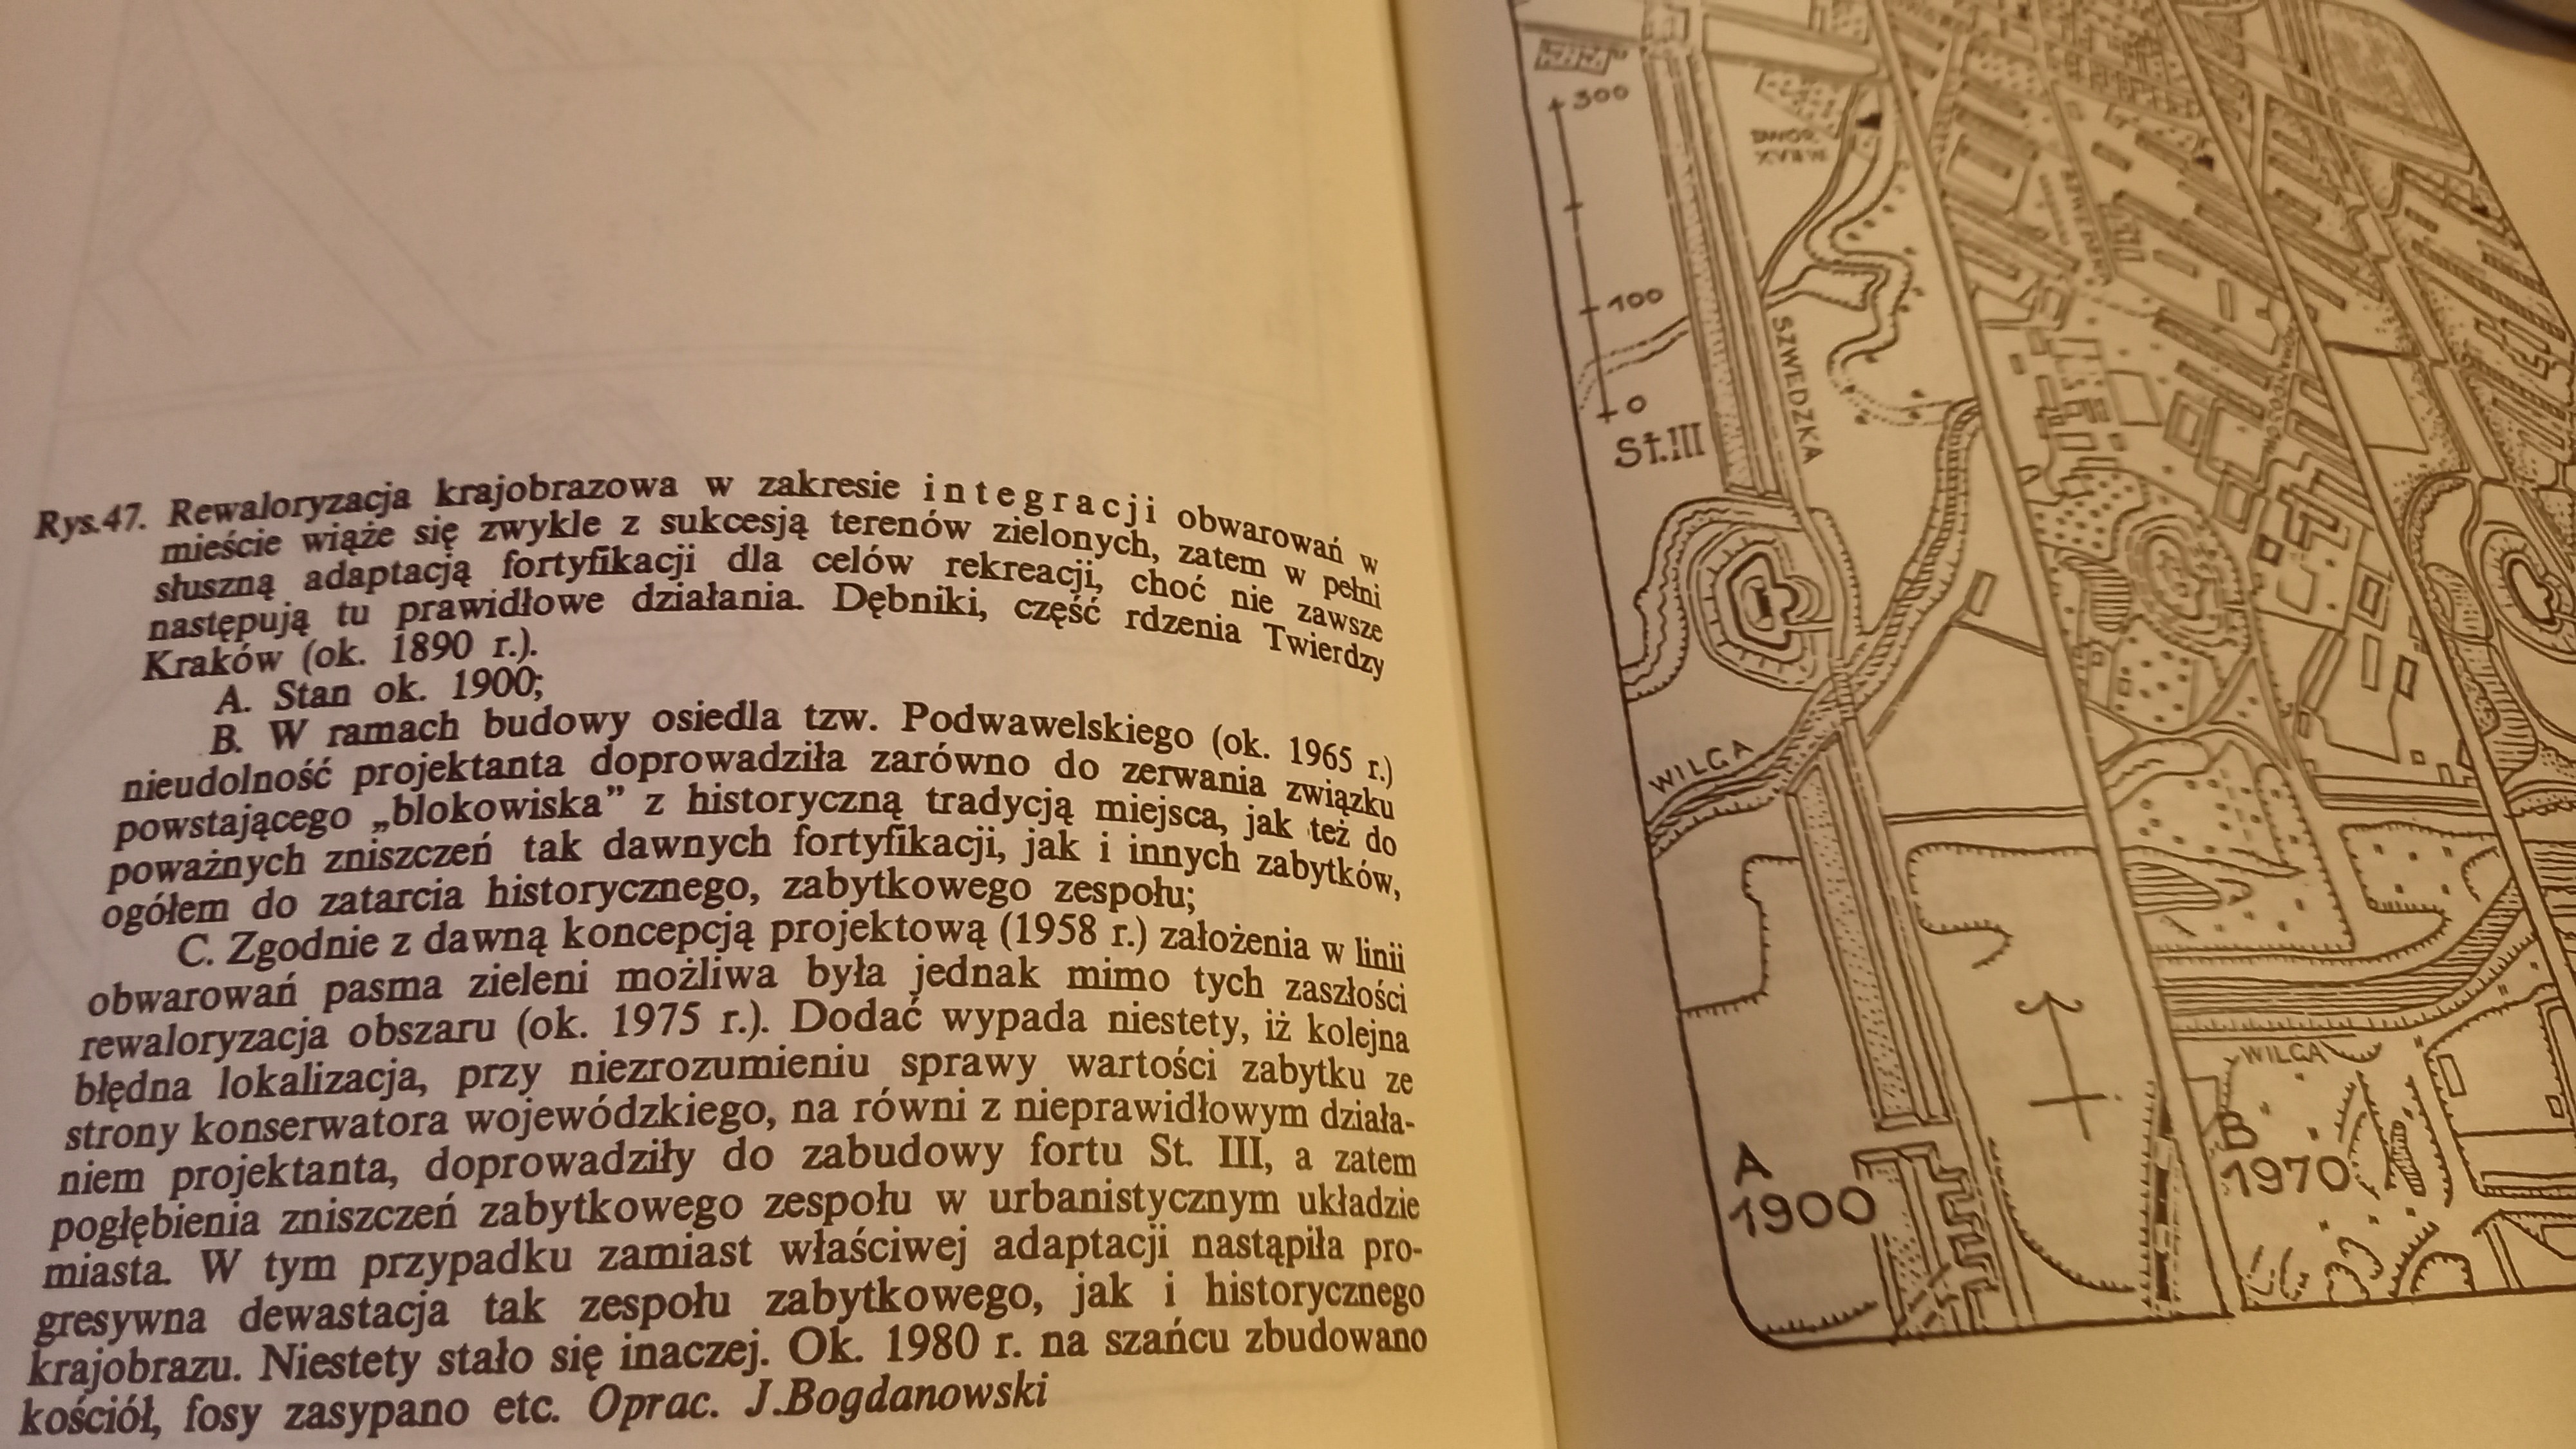 Rys.47. Rewaloryzacja krajobrazowa w zakresie integracji obwarowań w
mieście wiąże się zwykle z sukcesją terenów zielonych, zatem w pełni
słuszną adaptacją fortyfikacji dla celów rekreacji, choć nie zawsze
następują tu prawidłowe działania. Dębniki, część rdzenia Twierdzy
Kraków (ok. 1890 r.).
A. Stan ok. 1900;
B. W ramach budowy osiedla tzw. Podwawelskiego (ok. 1965 r.)
nieudolność projektanta doprowadziła zarówno do zerwania związku
powstającego „blokowiska” z historyczną tradycją miejsca, jak też do
poważnych zniszczeń tak dawnych fortyfikacji, jak i innych zabytków,
ogółem do zatarcia historycznego, zabytkowego zespołu;
C. Zgodnie z dawną koncepcją projektową (1958 r.) założenia w linii
obwarowań pasma zieleni możliwa była jednak mimo tych zaszłości
rewaloryzacja obszaru (ok. 1975 r.). Dodać wypada niestety, iż kolejna
błędna lokalizacja, przy niezrozumieniu sprawy wartości zabytku ze
strony konserwatora wojewódzkiego, na równi z nieprawidłowym działa-
niem projektanta, doprowadziły do zabudowy fortu St. III, a zatem
pogłębienia zniszczeń zabytkowego zespołu w urbanistycznym układzie
miasta. W tym przypadku zamiast właściwej adaptacji nastąpiła pro-
gresywna dewastacja tak zespołu zabytkowego, jak i historycznego
krajobrazu. Niestety stało się inaczej. Ok. 1980 r. na szańcu zbudowano
kościół, fosy zasypano etc. Oprac. J.Bogdanowski
300
DWÓR
XVII W.
100
0
St.III
SZWEDZKA
WILGA
A
1900
WILGA
B
1970